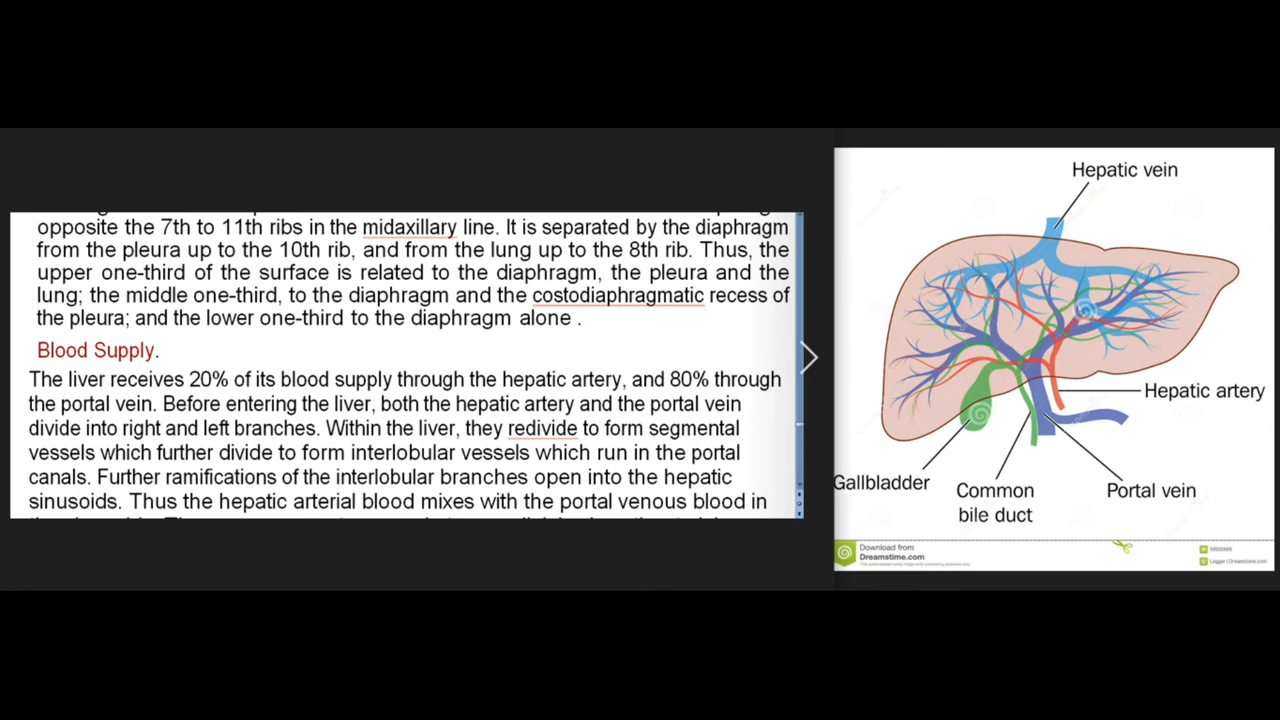 opposite the 7th to 11th ribs in the midaxillary line. It is separated by the diaphragm
from the pleura up to the 10th rib, and from the lung up to the 8th rib. Thus, the
upper one-third of the surface is related to the diaphragm, the pleura and the
lung; the middle one-third, to the diaphragm and the costodiaphragmatic recess of
the pleura; and the lower one-third to the diaphragm alone .
Blood Supply.
The liver receives 20% of its blood supply through the hepatic artery, and 80% through
the portal vein. Before entering the liver, both the hepatic artery and the portal vein
divide into right and left branches. Within the liver, they redivide to form segmental
vessels which further divide to form interlobular vessels which run in the portal
canals. Further ramifications of the interlobular branches open into the hepatic
sinusoids. Thus the hepatic arterial blood mixes with the portal venous blood in
Hepatic vein
Hepatic artery
Gallbladder
Common
bile duct
Portal vein
Download from
Dreamstime.com